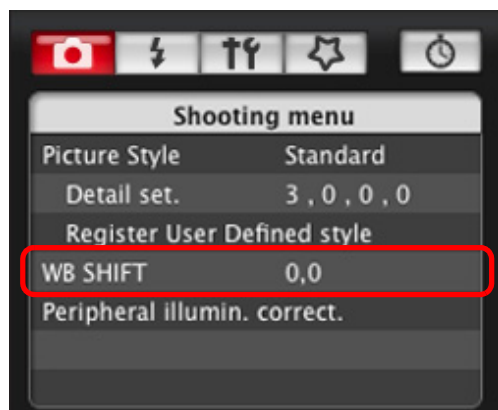 Shooting menu
Picture Style Standard
Detail set. 3 , 0 , 0 , 0
Register User Defined style
WB SHIFT 0,0
Peripheral illumin. correct.